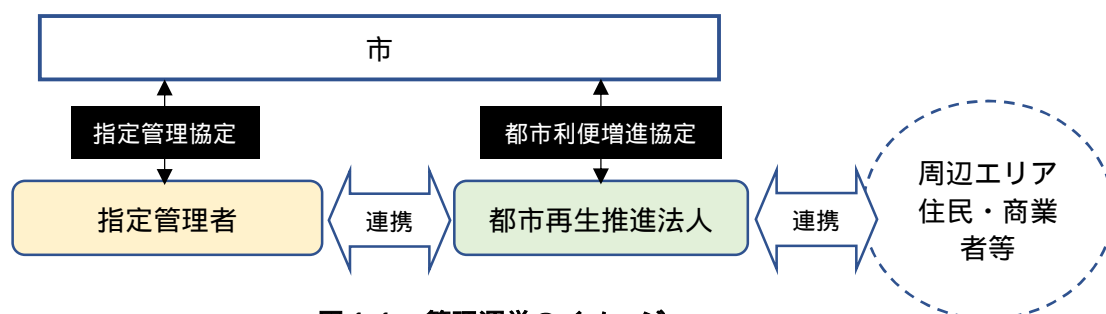 市
指定管理協定
都市利便増進協定
指定管理者
連携
都市再生推進法人
連携
周辺エリア
住民・商業
者等